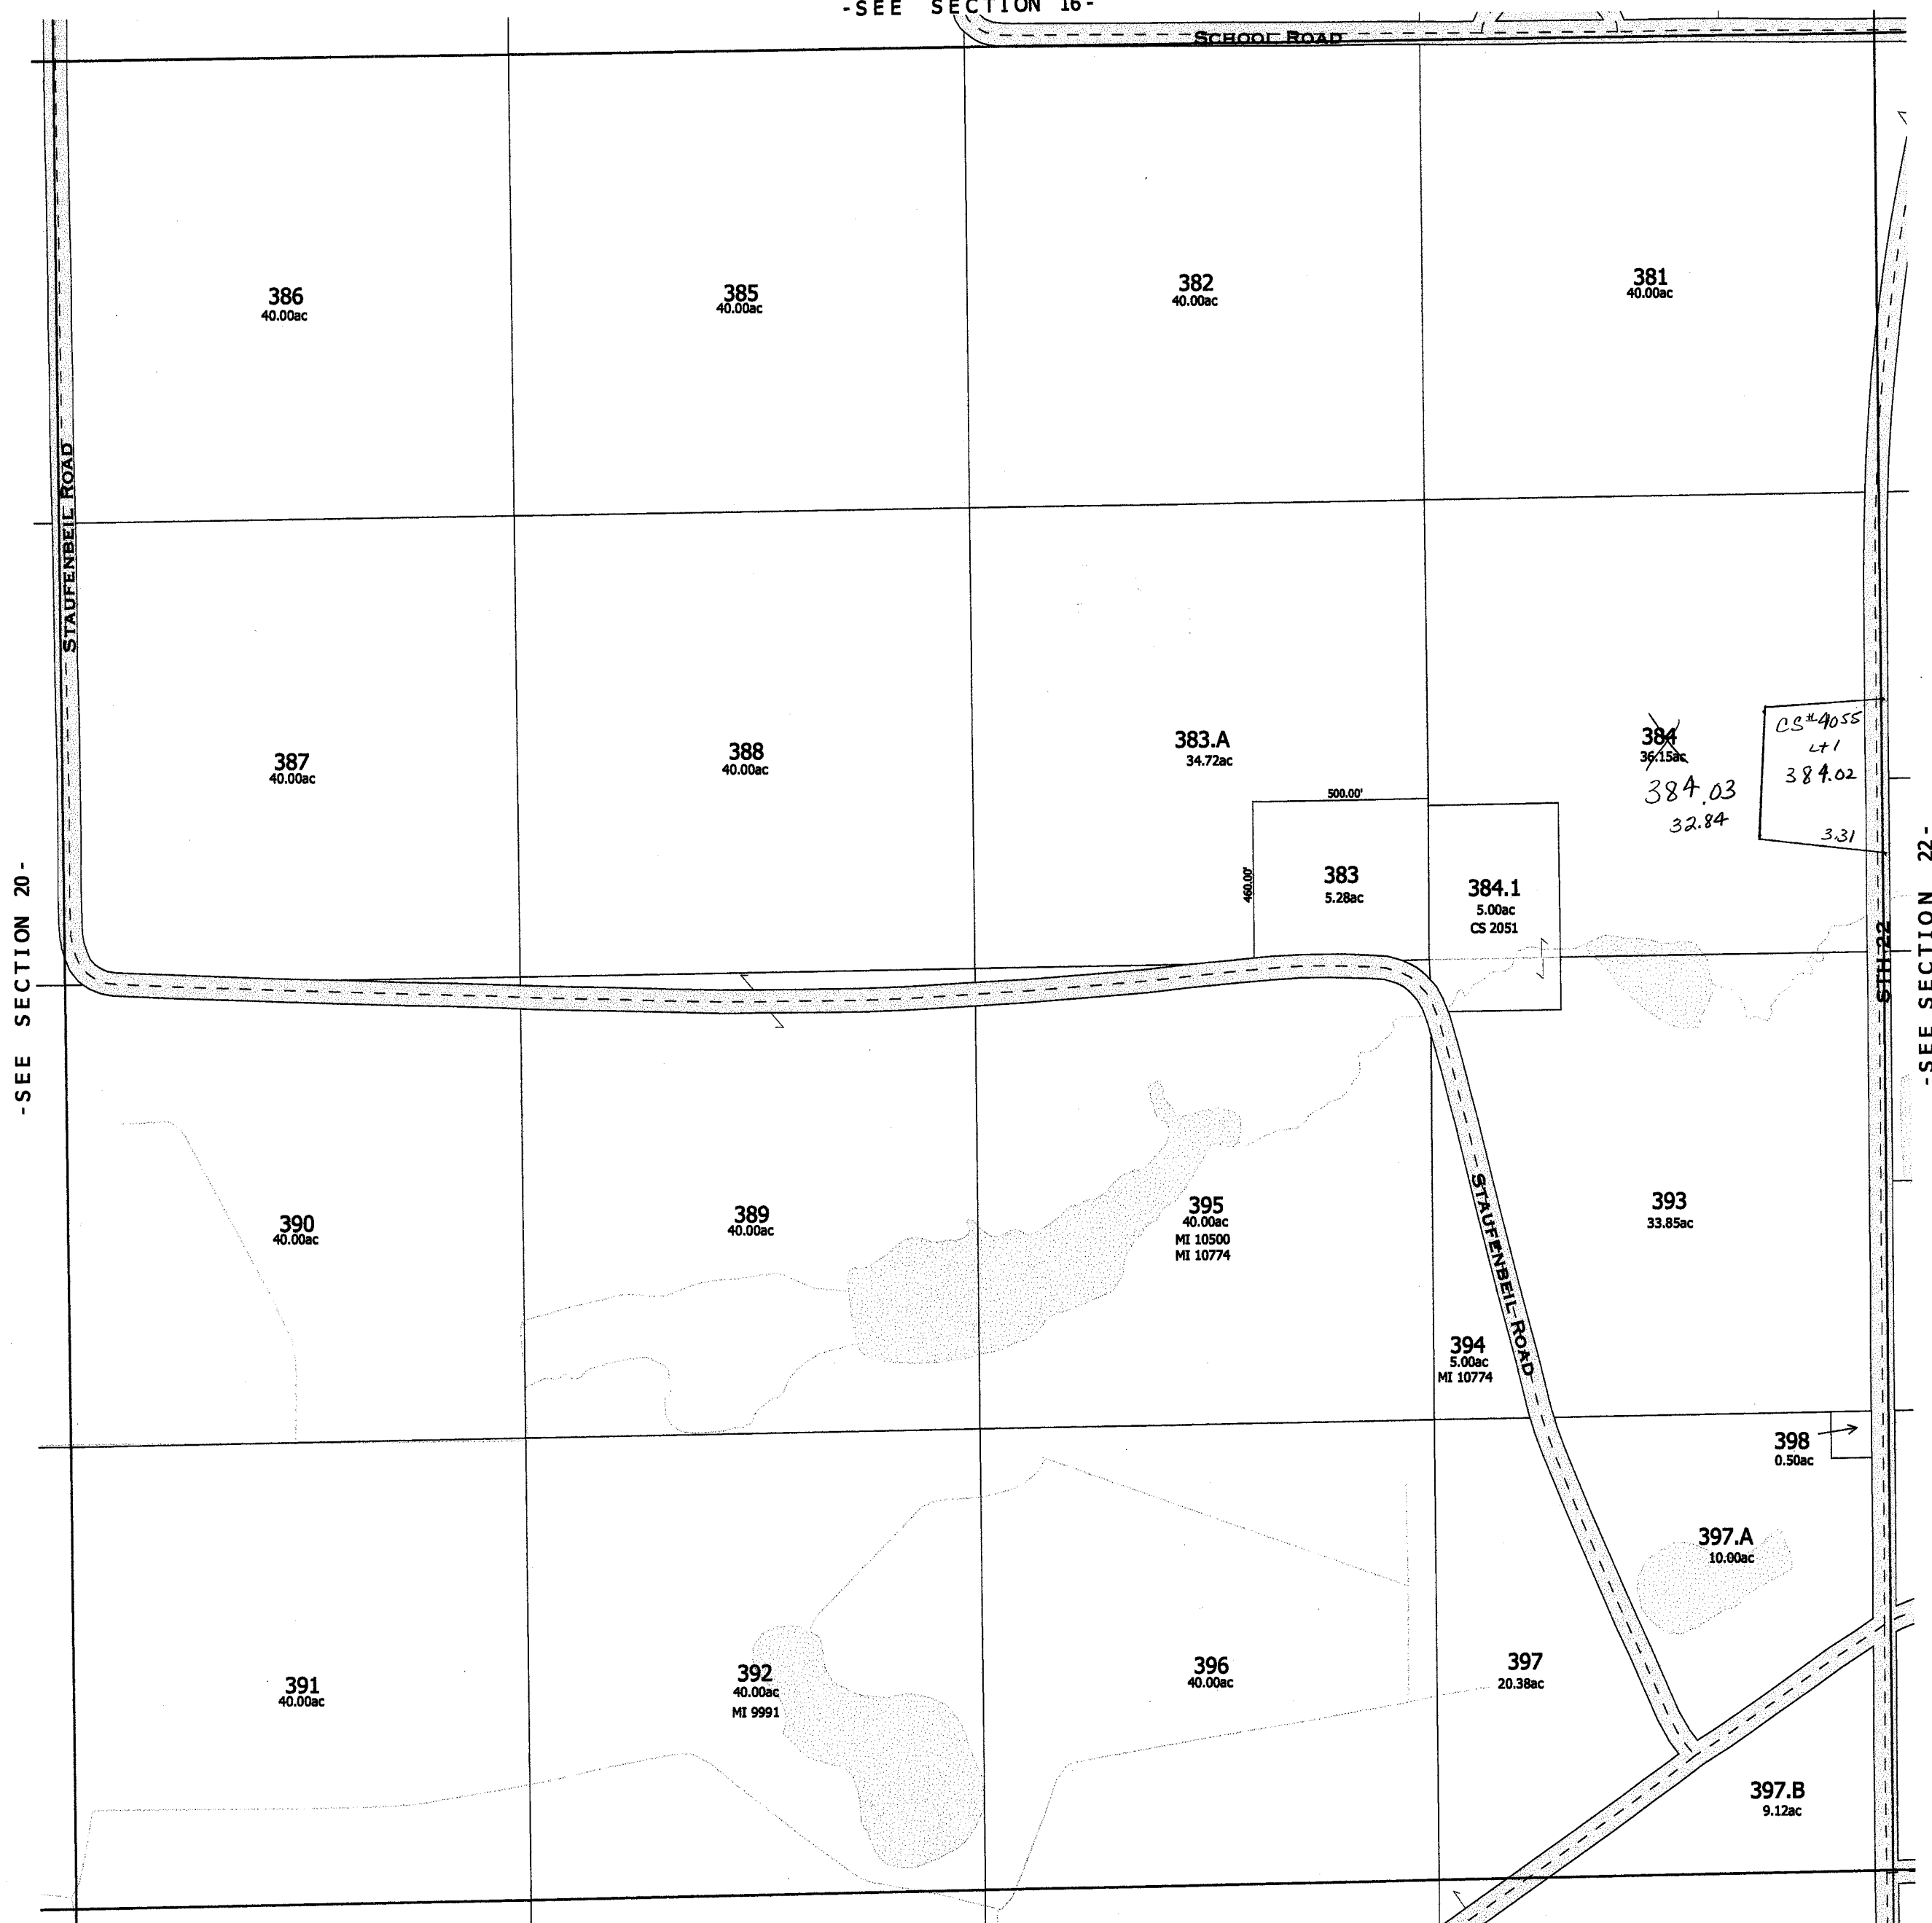 -SEE SECTION 16-
SCHOOL ROAD
386
40.00ac
385
40.00ac
382
40.00ac
381
40.00ac
STAUFENBEIL ROAD
387
40.00ac
388
40.00ac
383.A
34.72ac
384
36.15ac
384.03
32.84
CS#4055
Lt 1
384.02
3.31
500.00'
460.00'
383
5.28ac
384.1
5.00ac
CS 2051
-SEE SECTION 20-
-SEE SECTION 22-
STH 22
390
40.00ac
389
40.00ac
395
40.00ac
MI 10500
MI 10774
STAUFENBEIL ROAD
393
33.85ac
394
5.00ac
MI 10774
398
0.50ac
397.A
10.00ac
391
40.00ac
392
40.00ac
MI 9991
396
40.00ac
397
20.38ac
397.B
9.12ac